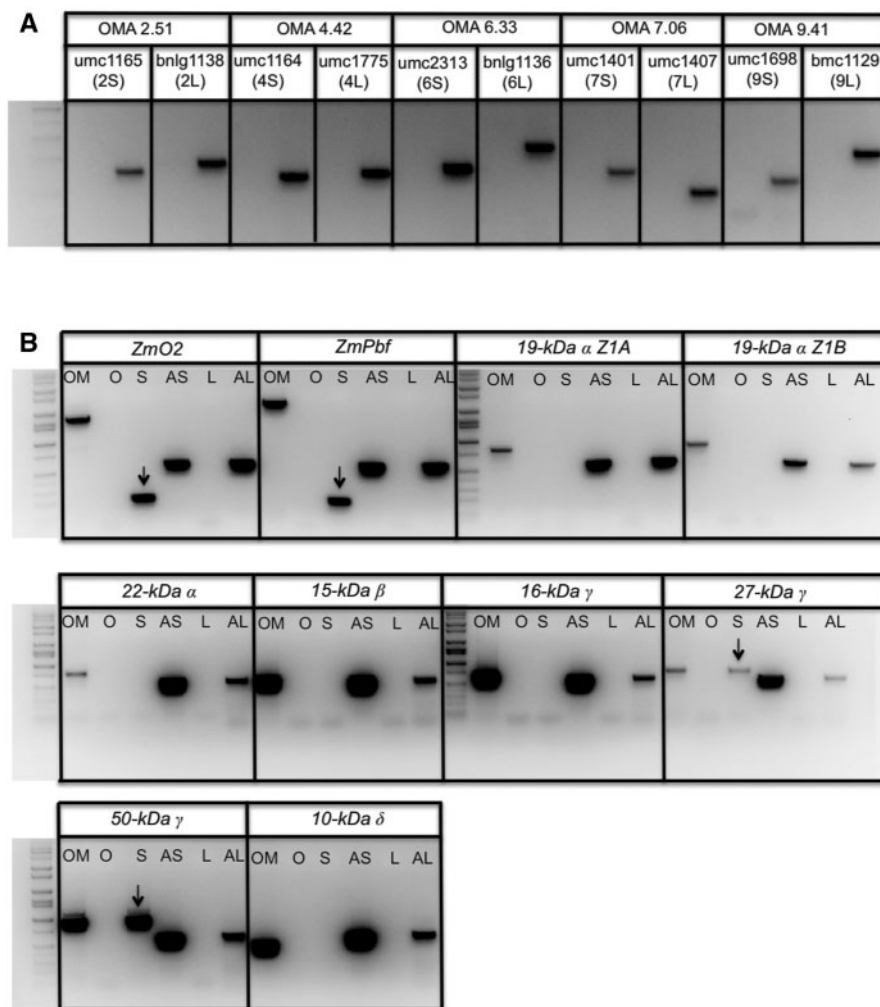 A
OMA 2.51 OMA 4.42 OMA 6.33 OMA 7.06 OMA 9.41
umc1165 bnlg1138 umc1164 umc1775 umc2313 bnlg1136 umc1401 umc1407 umc1698 bmc1129
(2S) (2L) (4S) (4L) (6S) (6L) (7S) (7L) (9S) (9L)
B
ZmO2 ZmPbf 19-kDa α Z1A 19-kDa α Z1B
OM O S AS L AL OM O S AS L AL OM O S AS L AL OM O S AS L AL
22-kDa α 15-kDa β 16-kDa γ 27-kDa γ
OM O S AS L AL OM O S AS L AL OM O S AS L AL OM O S AS L AL
50-kDa γ 10-kDa δ
OM O S AS L AL OM O S AS L AL